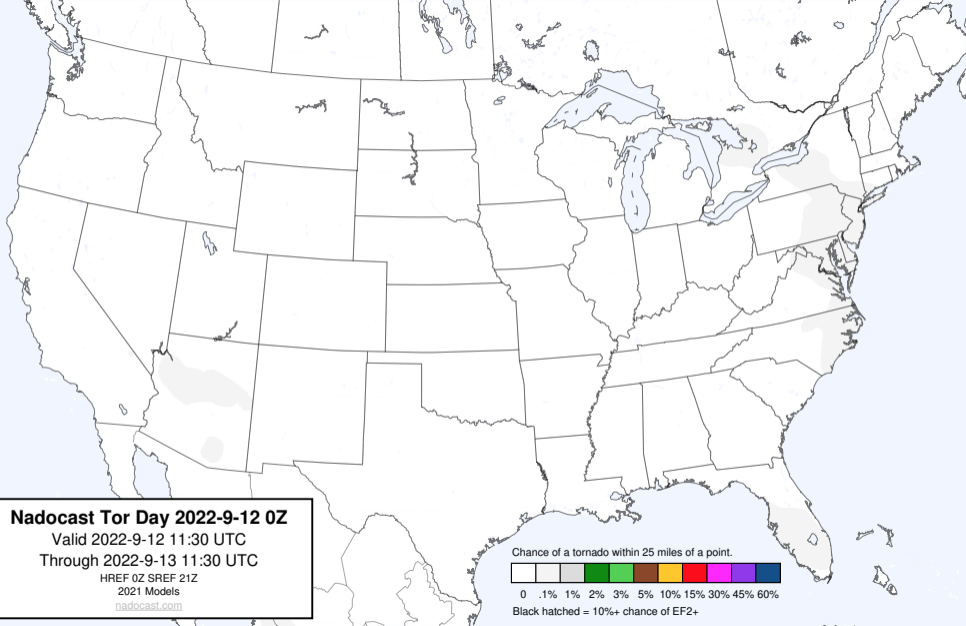 Nadocast Tor Day 2022-9-12 0Z
Valid 2022-9-12 11:30 UTC
Through 2022-9-13 11:30 UTC
HREF 0Z SREF 21Z
2021 Models
nadocast.com
Chance of a tornado within 25 miles of a point.
0 .1% 1% 2% 3% 5% 10% 15% 30% 45% 60%
Black hatched = 10%+ chance of EF2+